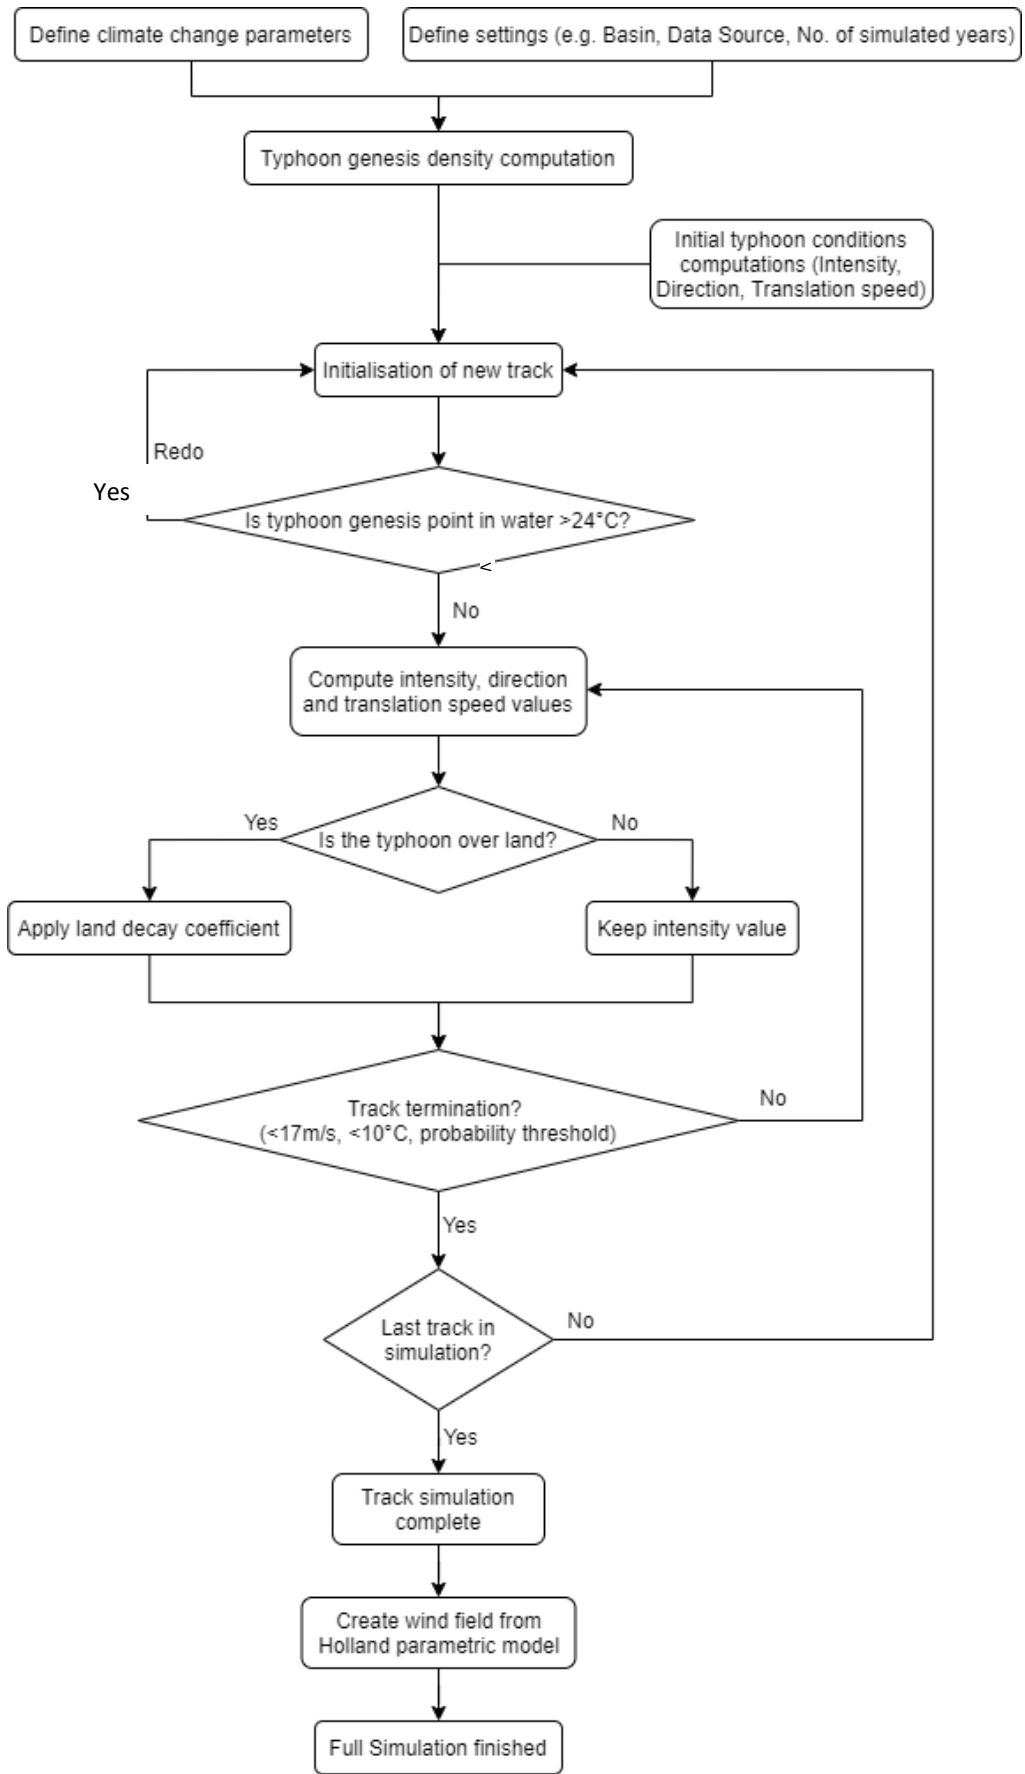 Define climate change parameters
Define settings (e.g. Basin, Data Source, No. of simulated years)
Typhoon genesis density computation
Initial typhoon conditions
computations (Intensity,
Direction, Translation speed)
Initialisation of new track
Redo
Yes
Is typhoon genesis point in water >24°C?
<
No
Compute intensity, direction
and translation speed values
Yes
Is the typhoon over land?
No
Apply land decay coefficient
Keep intensity value
Track termination?
(<17m/s, <10°C, probability threshold)
No
Yes
Last track in
simulation?
No
Yes
Track simulation
complete
Create wind field from
Holland parametric model
Full Simulation finished